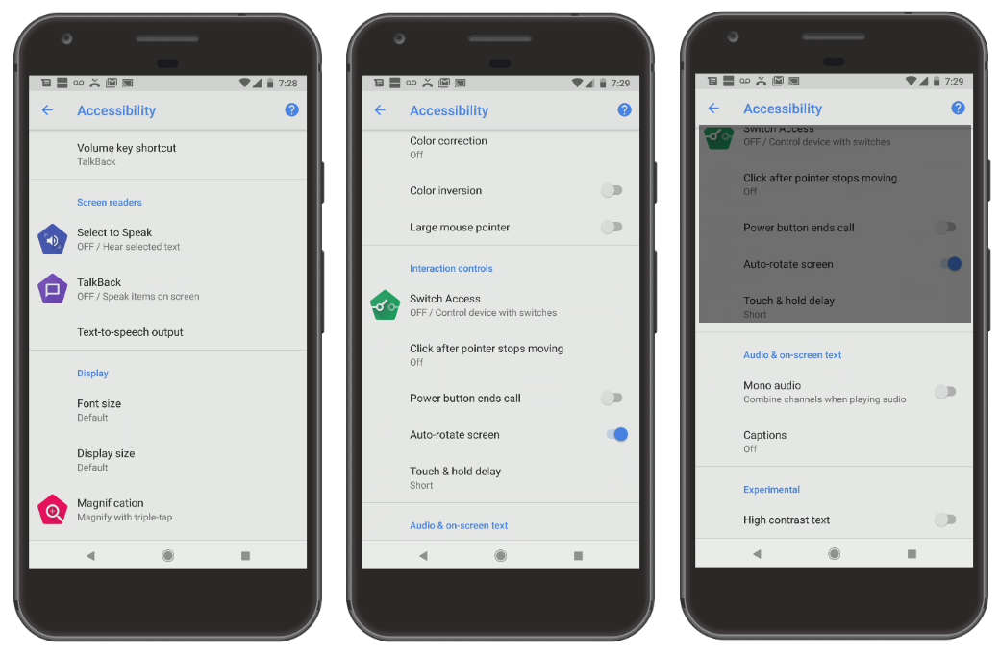 7:28
Accessibility
?
Volume key shortcut
TalkBack
Screen readers
Select to Speak
OFF / Hear selected text
TalkBack
OFF / Speak items on screen
Text-to-speech output
Display
Font size
Default
Display size
Default
Magnification
Magnify with triple-tap
7:29
Accessibility
?
Color correction
Off
Color inversion
Large mouse pointer
Interaction controls
Switch Access
OFF / Control device with switches
Click after pointer stops moving
Off
Power button ends call
Auto-rotate screen
Touch & hold delay
Short
Audio & on-screen text
7:29
Accessibility
?
Switch Access
OFF / Control device with switches
Click after pointer stops moving
Off
Power button ends call
Auto-rotate screen
Touch & hold delay
Short
Audio & on-screen text
Mono audio
Combine channels when playing audio
Captions
Off
Experimental
High contrast text